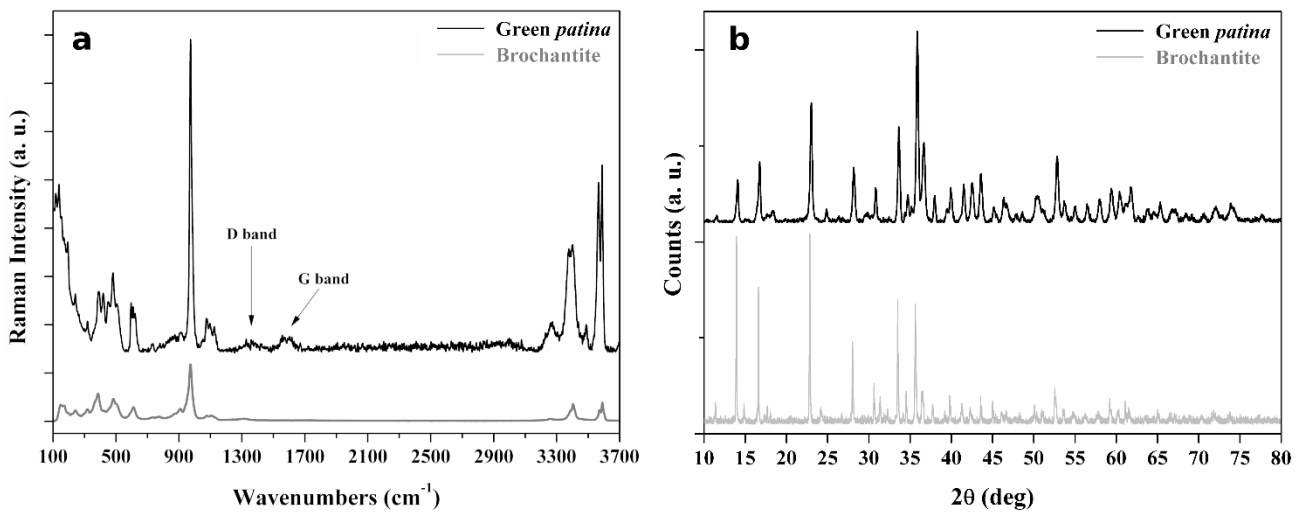 a
Green patina
Brochantite
D band
G band
Raman Intensity (a. u.)
100 500 900 1300 1700 2100 2500 2900 3300 3700
Wavenumbers (cm⁻¹)
b
Green patina
Brochantite
Counts (a. u.)
10 15 20 25 30 35 40 45 50 55 60 65 70 75 80
2θ (deg)